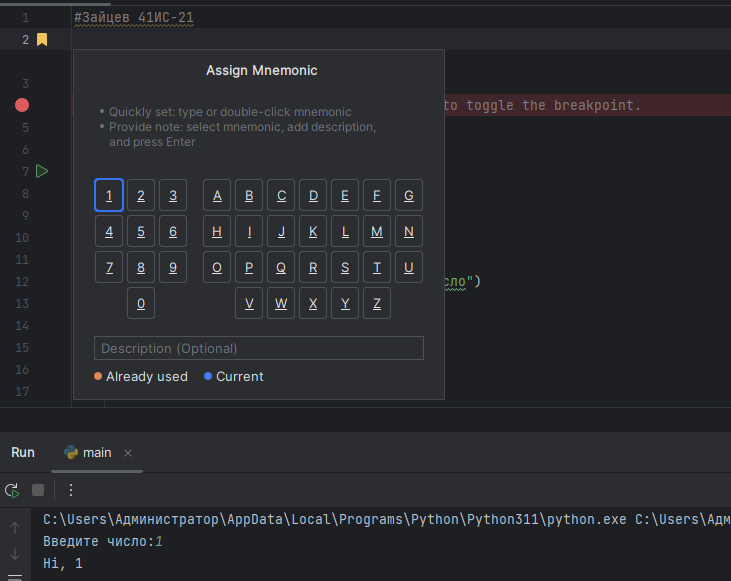 1 #Зайцев 41ИС-21
2
Assign Mnemonic
3
• Quickly set: type or double-click mnemonic
to toggle the breakpoint.
• Provide note: select mnemonic, add description,
5
and press Enter
6
7
8 1 2 3 A B C D E F G
9
10 4 5 6 H I J K L M N
11
7 8 9 O P Q R S T U
12 сло")
13 0 V W X Y Z
14
15 Description (Optional)
16 Already used Current
17
Run main ×
C:\Users\Администратор\AppData\Local\Programs\Python\Python311\python.exe C:\Users\Адм
Введите число:1
Hi, 1